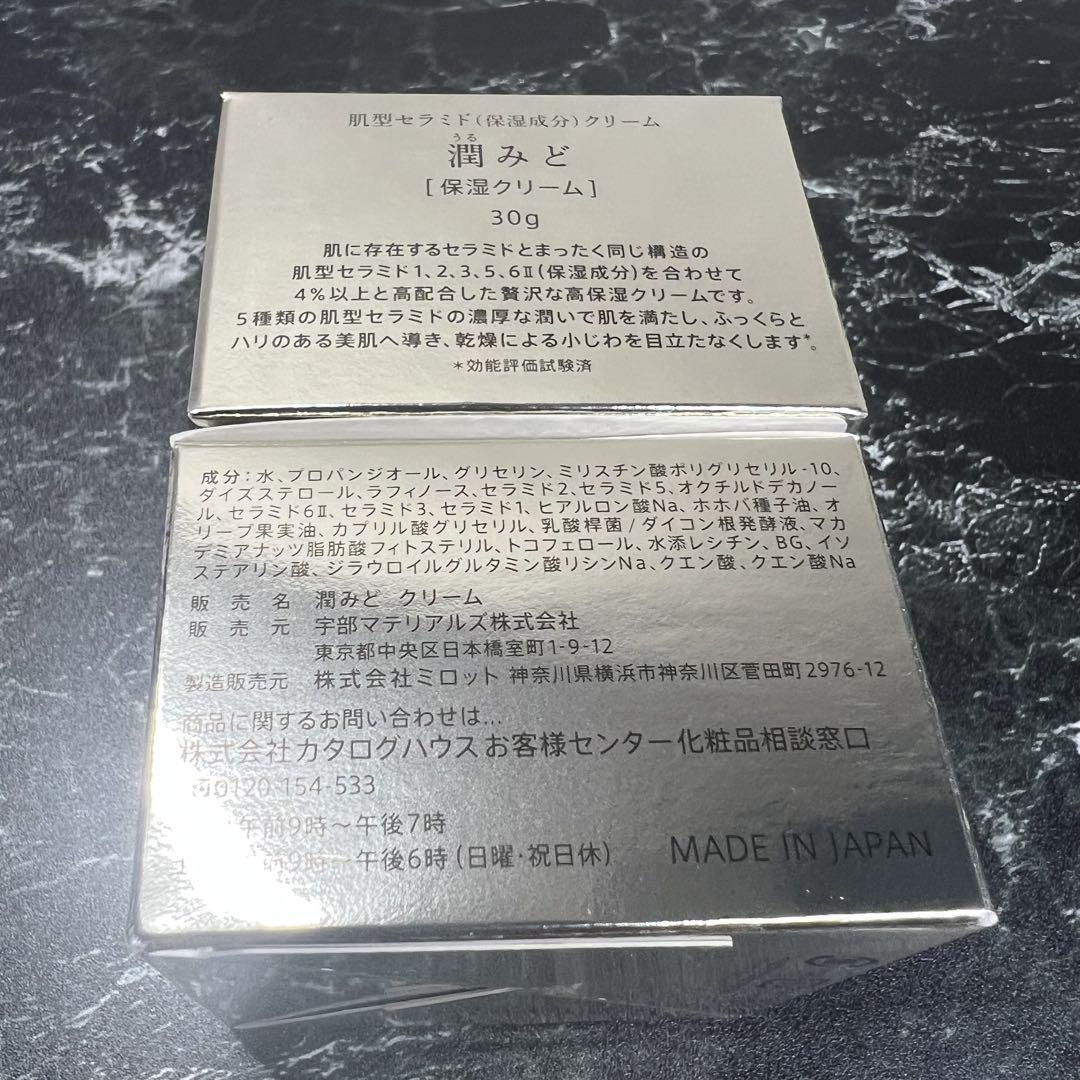 肌型セラミド(保湿成分)クリーム
うる
潤みど
[保湿クリーム]
30g
肌に存在するセラミドとまったく同じ構造の
肌型セラミド1、2、3、5、6Ⅱ(保湿成分)を合わせて
4%以上と高配合した贅沢な高保湿クリームです。
5種類の肌型セラミドの濃厚な潤いで肌を満たし、ふっくらと
ハリのある美肌へ導き、乾燥による小じわを目立たなくします*。
*効能評価試験済
成分:水、プロパンジオール、グリセリン、ミリスチン酸ポリグリセリル-10、
ダイズステロール、ラフィノース、セラミド2、セラミド5、オクチルドデカノー
ル、セラミド6Ⅱ、セラミド3、セラミド1、ヒアルロン酸Na、ホホバ種子油、オ
リーブ果実油、カプリル酸グリセリル、乳酸桿菌/ダイコン根発酵液、マカ
デミアナッツ脂肪酸フィトステリル、トコフェロール、水添レシチン、BG、イソ
ステアリン酸、ジラウロイルグルタミン酸リシンNa、クエン酸、クエン酸Na
販売名 潤みど クリーム
販売元 宇部マテリアルズ株式会社
東京都中央区日本橋室町1-9-12
製造販売元 株式会社ミロット 神奈川県横浜市神奈川区菅田町2976-12
商品に関するお問い合わせは...
株式会社カタログハウス お客様センター化粧品相談窓口
0120-154-533
午前9時～午後7時
午前9時～午後6時(日曜・祝日休)
MADE IN JAPAN